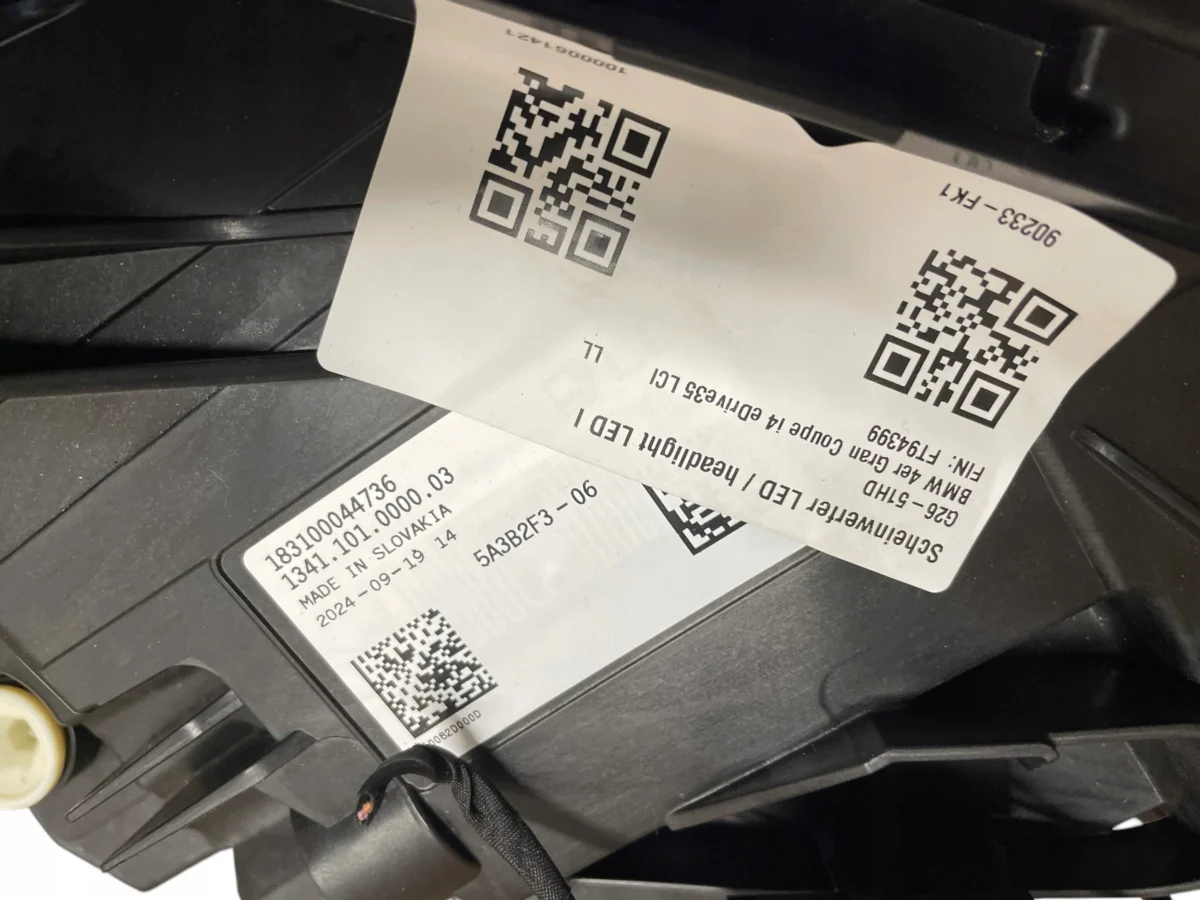 Scheinwerfer LED / headlight LED l
G26-51HD
BMW 4er Gran Coupe i4 eDrive35 LCI
FIN: FT94399
LL
90233-FK1
T000061421
183100044736
1341.101.0000.03
MADE IN SLOVAKIA
2024-09-19 14
5A3B2F3-06